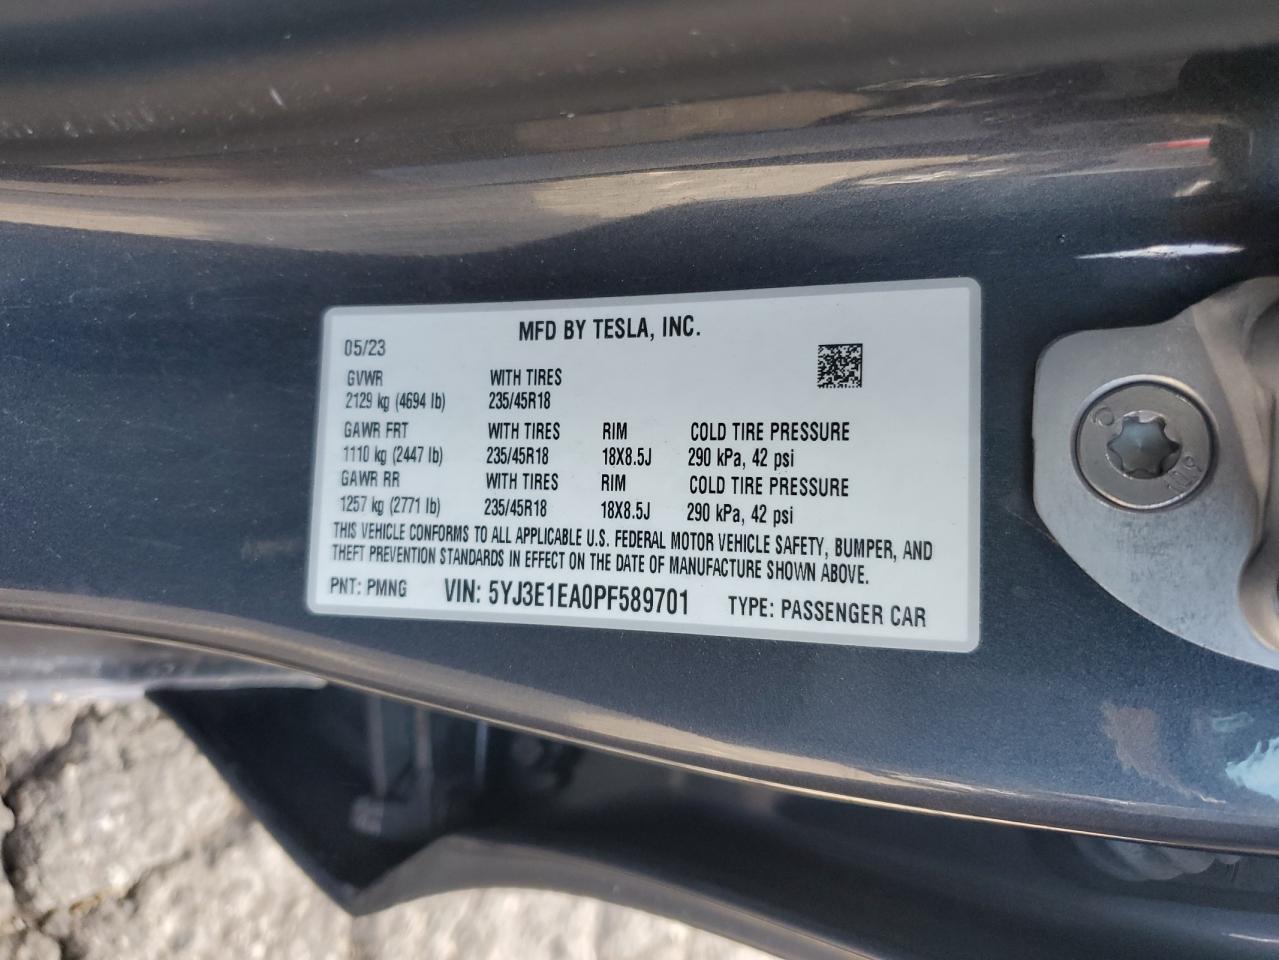 MFD BY TESLA, INC.
05/23
GVWR WITH TIRES
2129 kg (4694 lb) 235/45R18
GAWR FRT WITH TIRES RIM COLD TIRE PRESSURE
1110 kg (2447 lb) 235/45R18 18X8.5J 290 kPa, 42 psi
GAWR RR WITH TIRES RIM COLD TIRE PRESSURE
1257 kg (2771 lb) 235/45R18 18X8.5J 290 kPa, 42 psi
THIS VEHICLE CONFORMS TO ALL APPLICABLE U.S. FEDERAL MOTOR VEHICLE SAFETY, BUMPER, AND
THEFT PREVENTION STANDARDS IN EFFECT ON THE DATE OF MANUFACTURE SHOWN ABOVE.
PNT: PMNG VIN: 5YJ3E1EA0PF589701 TYPE: PASSENGER CAR